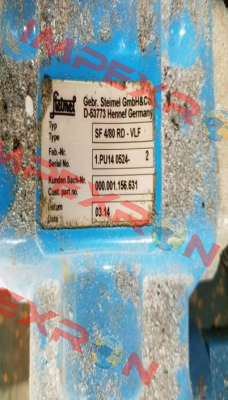 Steimel
Gebr. Steimel GmbH&Co
D-53773 Hennef Germany
Typ
Type SF 4/80 RD - VLF
Fab.-Nr.
Serial No. 1.PU14 0524- 2
Kunden Sach-Nr.
Cust. part no. 000.001.156.631
Datum
Date 03.14
IMPEXRON
IMPEXRON